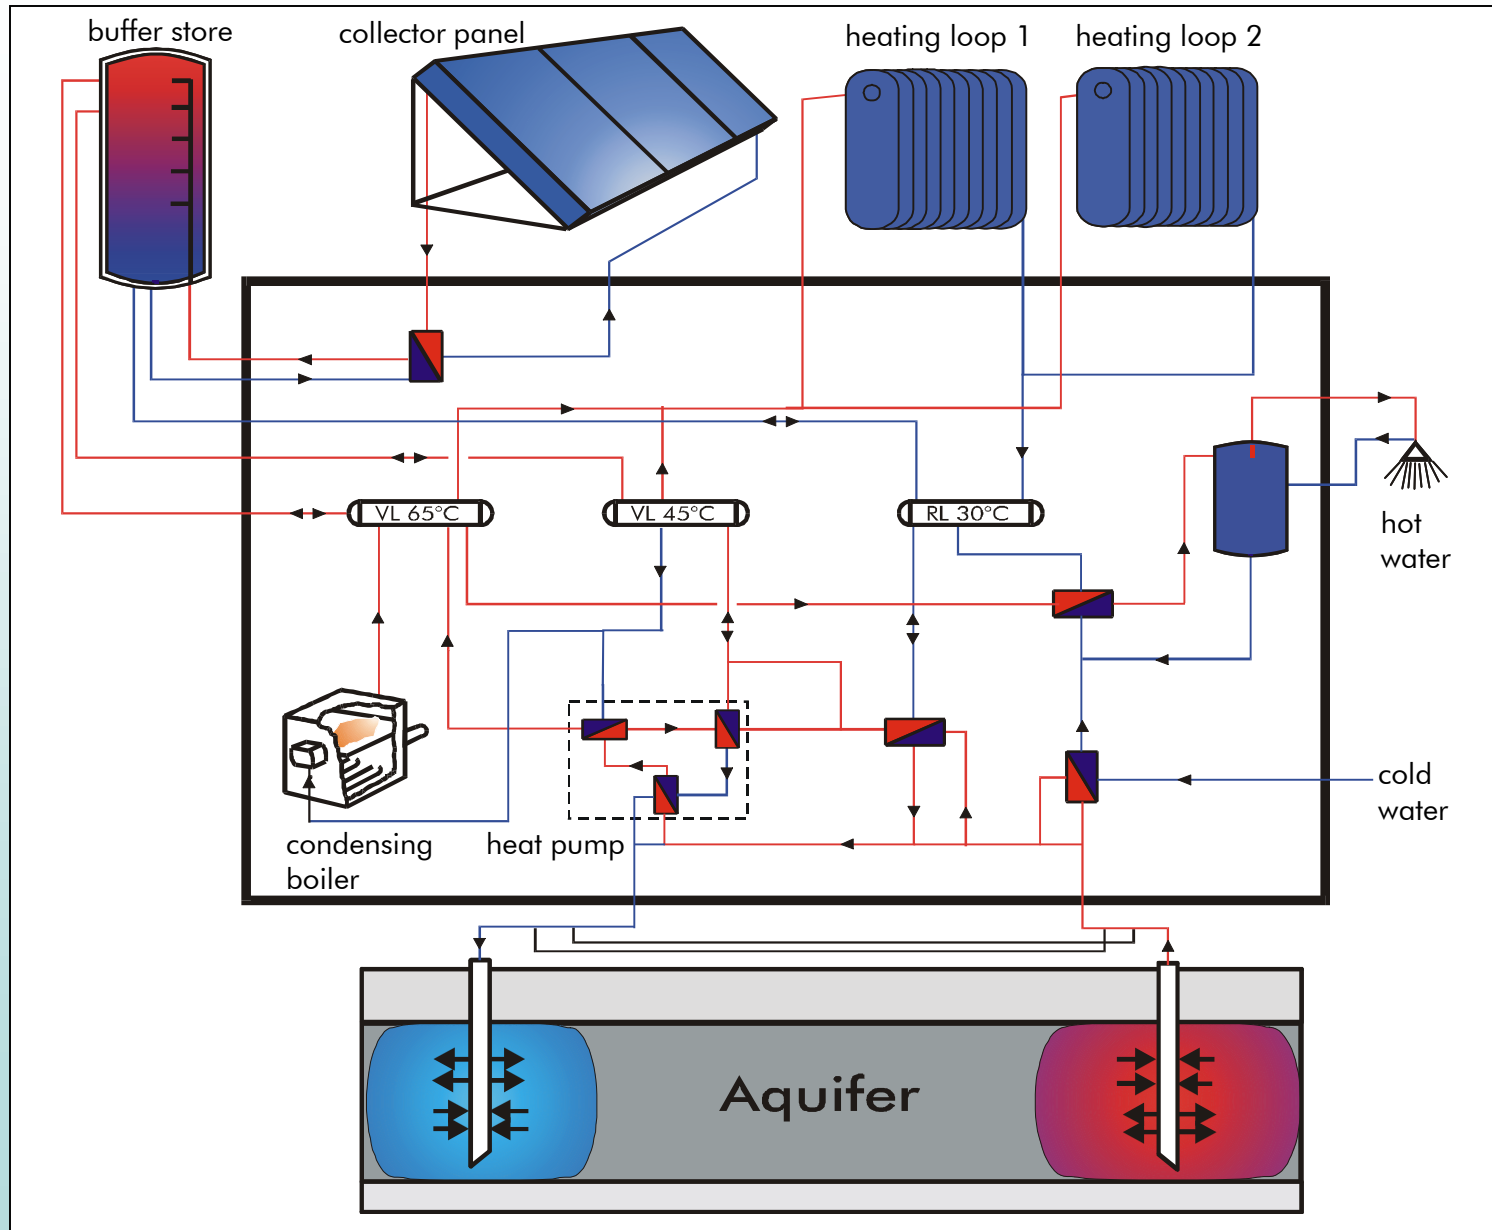 buffer store
collector panel
heating loop 1
heating loop 2
VL 65°C
VL 45°C
RL 30°C
hot
water
cold
water
condensing
boiler
heat pump
Aquifer